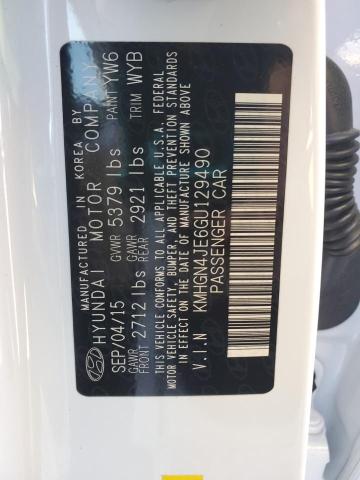 MANUFACTURED IN KOREA BY
HYUNDAI MOTOR COMPANY
SEP/04/15 GVWR 5379 lbs PAINT YW6
GAWR FRONT 2712 lbs GAWR REAR 2921 lbs TRIM WYB
THIS VEHICLE CONFORMS TO ALL APPLICABLE U.S.A. FEDERAL
MOTOR VEHICLE SAFETY, BUMPER, AND THEFT PREVENTION STANDARDS
IN EFFECT ON THE DATE OF MANUFACTURE SHOWN ABOVE
V.I.N KMHGN4JE6GU129490
PASSENGER CAR